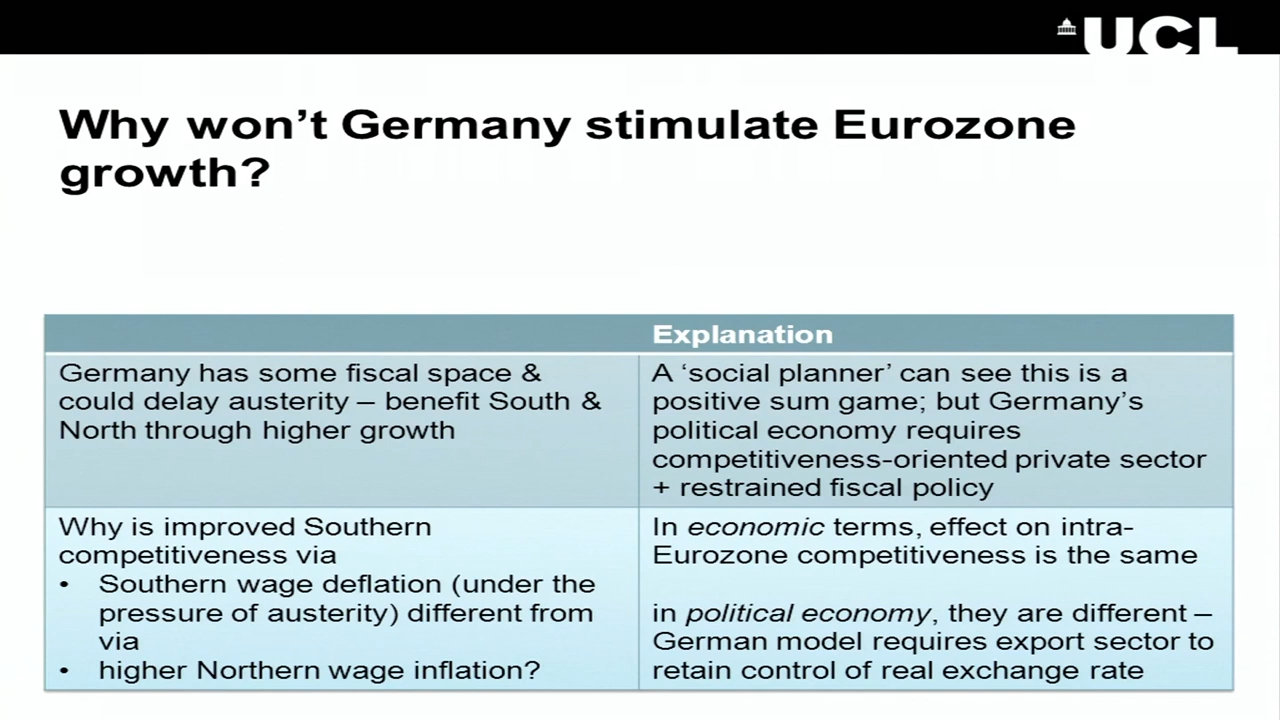 UCL
Why won’t Germany stimulate Eurozone
growth?
Explanation
Germany has some fiscal space &
could delay austerity – benefit South &
North through higher growth
A ‘social planner’ can see this is a
positive sum game; but Germany’s
political economy requires
competitiveness-oriented private sector
+ restrained fiscal policy
Why is improved Southern
competitiveness via
• Southern wage deflation (under the
pressure of austerity) different from
via
• higher Northern wage inflation?
In economic terms, effect on intra-
Eurozone competitiveness is the same
in political economy, they are different –
German model requires export sector to
retain control of real exchange rate